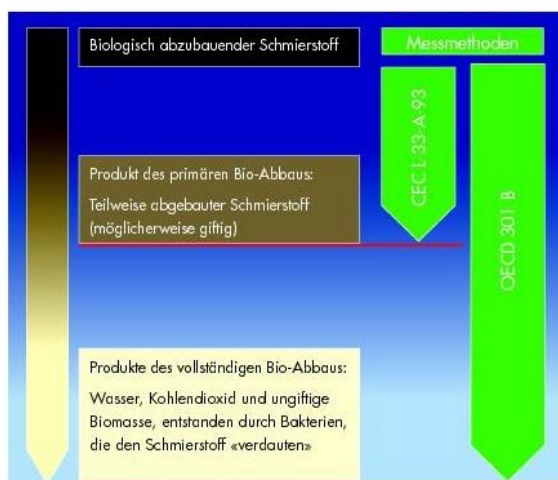 Biologisch abzubauender Schmierstoff
Messmethoden
CEC L-33-A-93
OECD 301 B
Produkt des primären Bio-Abbaus:
Teilweise abgebauter Schmierstoff
(möglicherweise giftig)
Produkte des vollständigen Bio-Abbaus:
Wasser, Kohlendioxid und ungiftige
Biomasse, entstanden durch Bakterien,
die den Schmierstoff «verdauten»